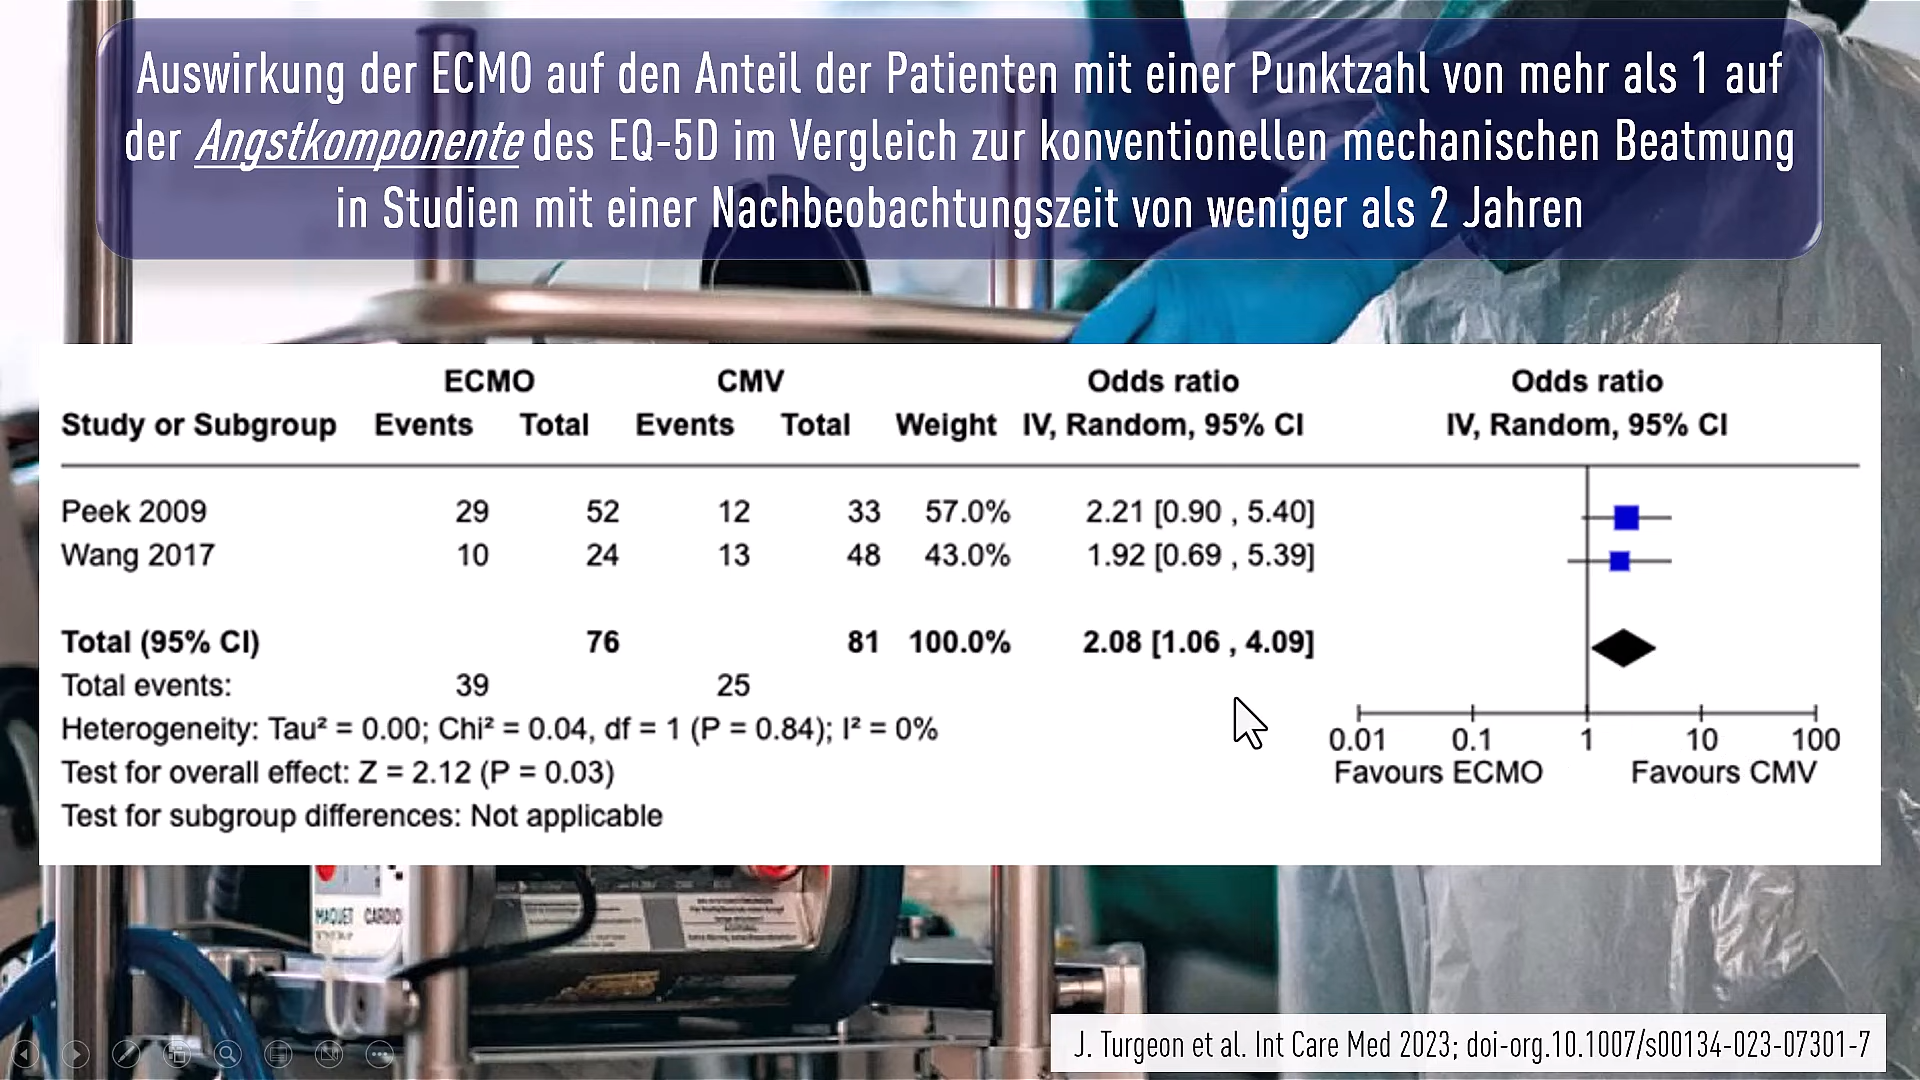 Auswirkung der ECMO auf den Anteil der Patienten mit einer Punktzahl von mehr als 1 auf
der Angstkomponente des EQ-5D im Vergleich zur konventionellen mechanischen Beatmung
in Studien mit einer Nachbeobachtungszeit von weniger als 2 Jahren
ECMO CMV Odds ratio Odds ratio
Study or Subgroup Events Total Events Total Weight IV, Random, 95% CI IV, Random, 95% CI
Peek 2009 29 52 12 33 57.0% 2.21 [0.90 , 5.40]
Wang 2017 10 24 13 48 43.0% 1.92 [0.69 , 5.39]
Total (95% CI) 76 81 100.0% 2.08 [1.06 , 4.09]
Total events: 39 25
Heterogeneity: Tau² = 0.00; Chi² = 0.04, df = 1 (P = 0.84); I² = 0%
Test for overall effect: Z = 2.12 (P = 0.03)
Test for subgroup differences: Not applicable
0.01 0.1 1 10 100
Favours ECMO Favours CMV
MAQUET CARDIO
J. Turgeon et al. Int Care Med 2023; doi-org.10.1007/s00134-023-07301-7